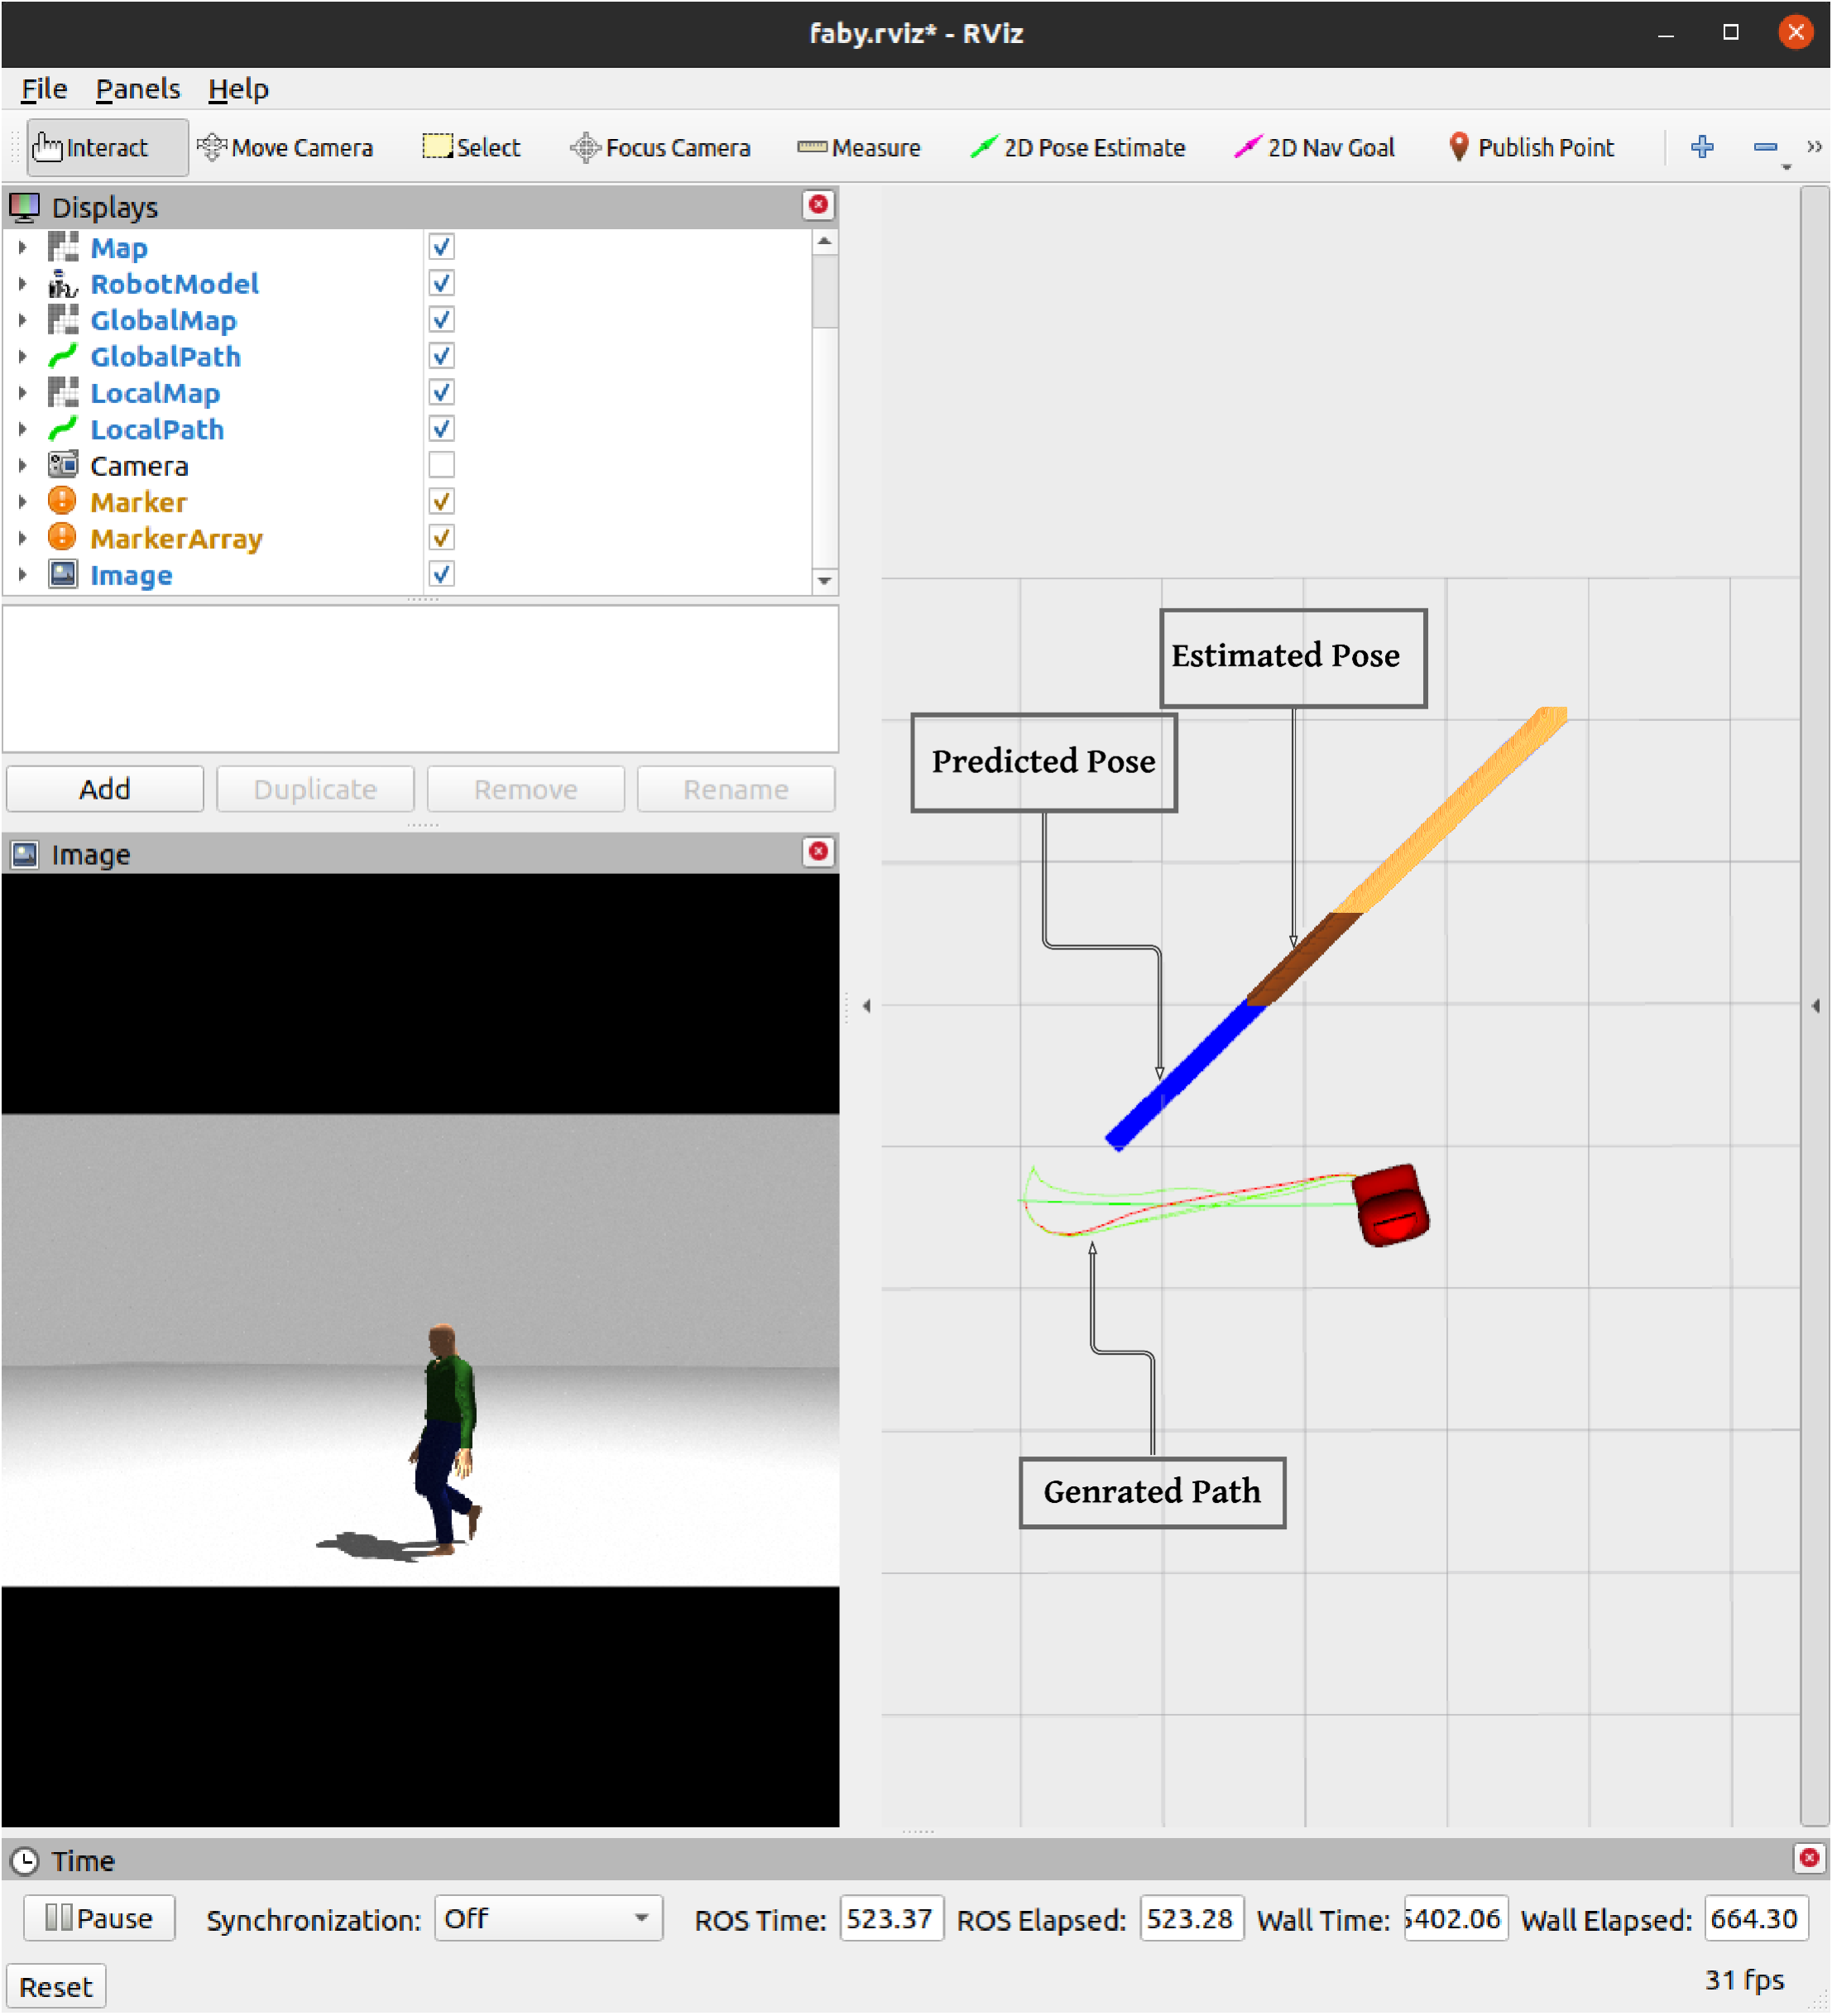 faby.rviz* - RViz
File Panels Help
Interact Move Camera Select Focus Camera Measure 2D Pose Estimate 2D Nav Goal Publish Point
Displays
Map
RobotModel
GlobalMap
GlobalPath
LocalMap
LocalPath
Camera
Marker
MarkerArray
Image
Add Duplicate Remove Rename
Image
Estimated Pose
Predicted Pose
Genrated Path
Time
Pause Synchronization: Off ROS Time: 523.37 ROS Elapsed: 523.28 Wall Time: 5402.06 Wall Elapsed: 664.30
Reset 31 fps